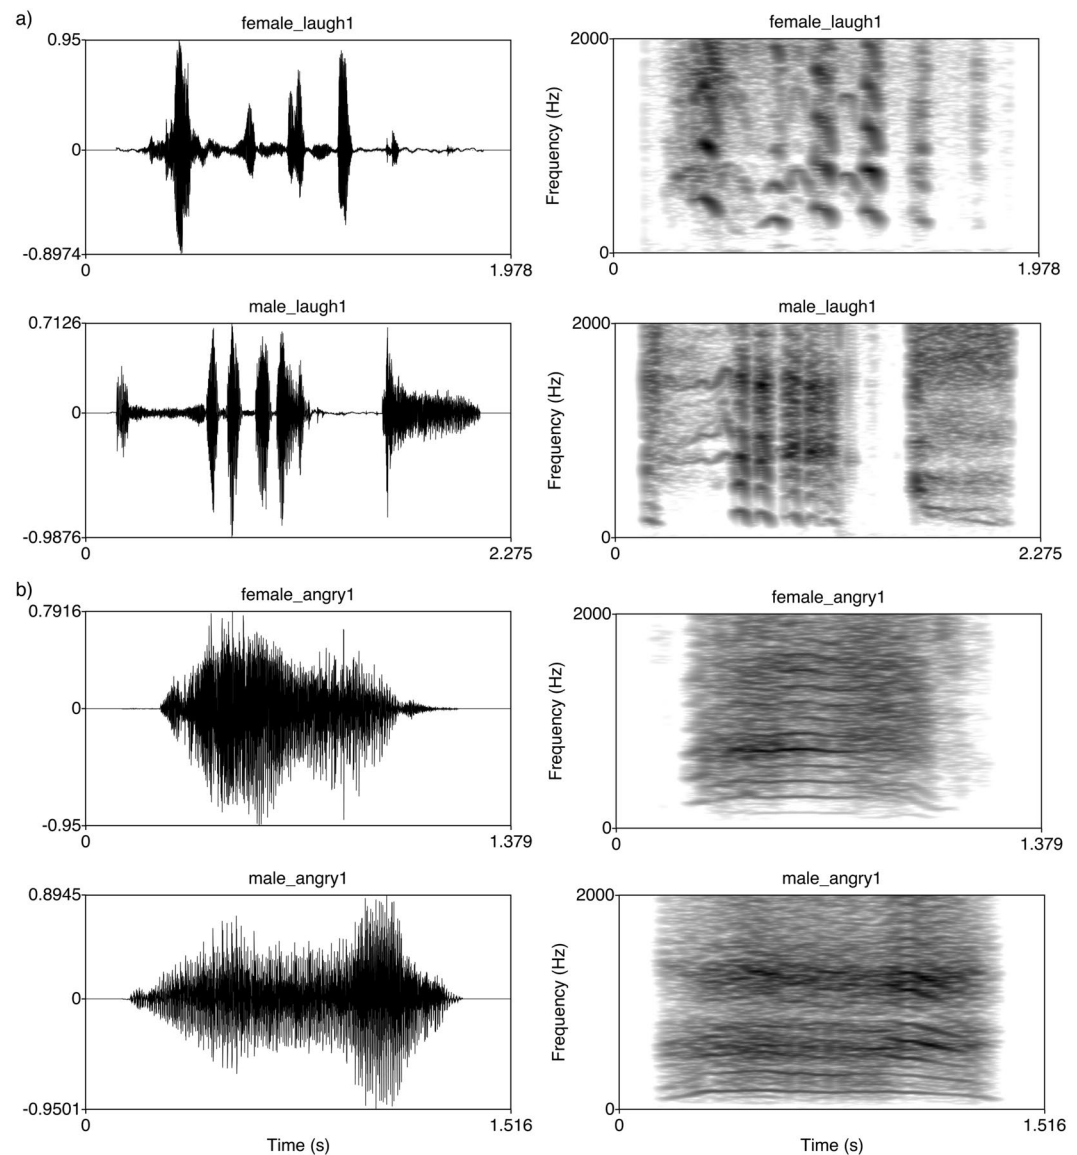 a)
female_laugh1
0.95
0
-0.8974
0
1.978
female_laugh1
2000
Frequency (Hz)
0
0
1.978
male_laugh1
0.7126
0
-0.9876
0
2.275
male_laugh1
2000
Frequency (Hz)
0
0
2.275
b)
female_angry1
0.7916
0
-0.95
0
1.379
female_angry1
2000
Frequency (Hz)
0
0
1.379
male_angry1
0.8945
0
-0.9501
0
1.516
Time (s)
male_angry1
2000
Frequency (Hz)
0
0
1.516
Time (s)